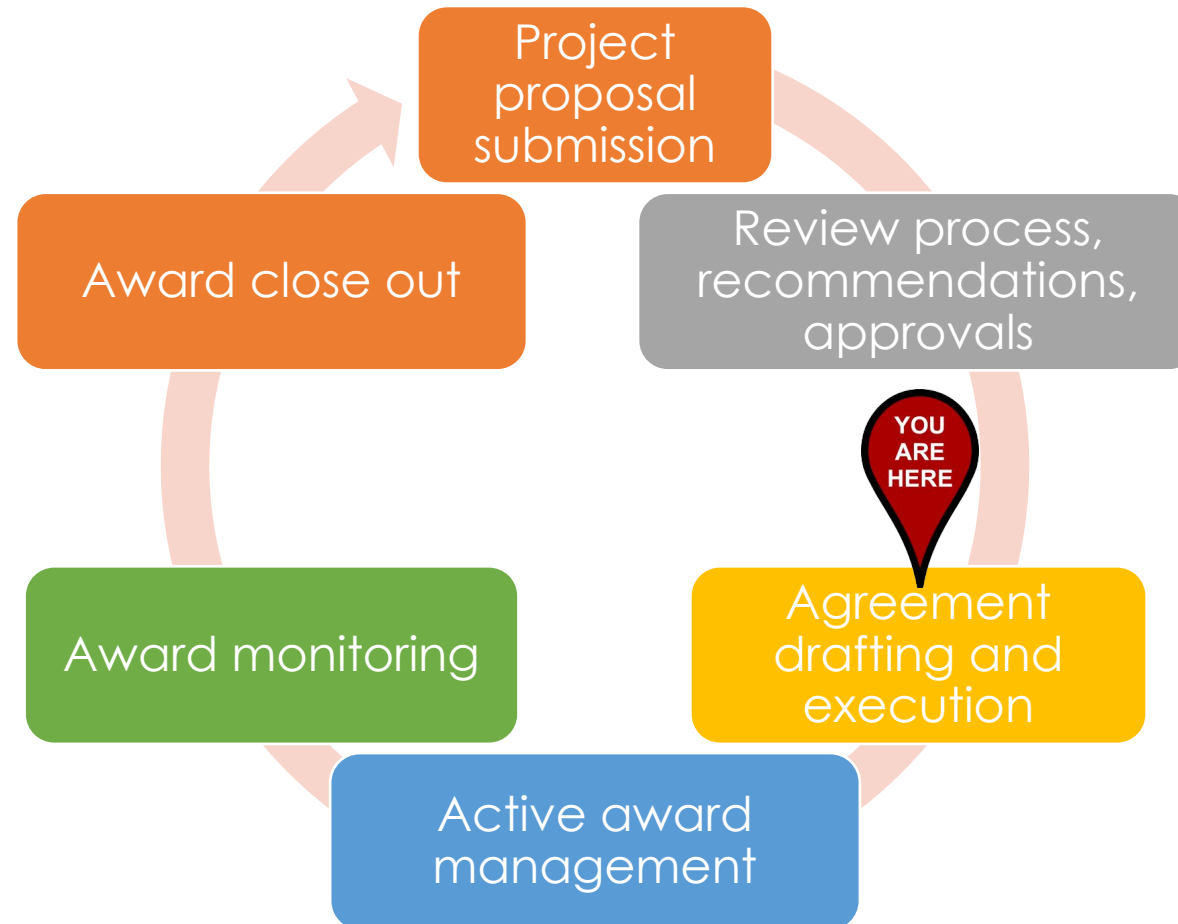 Project
proposal
submission
Review process,
recommendations,
approvals
YOU
ARE
HERE
Agreement
drafting and
execution
Active award
management
Award monitoring
Award close out